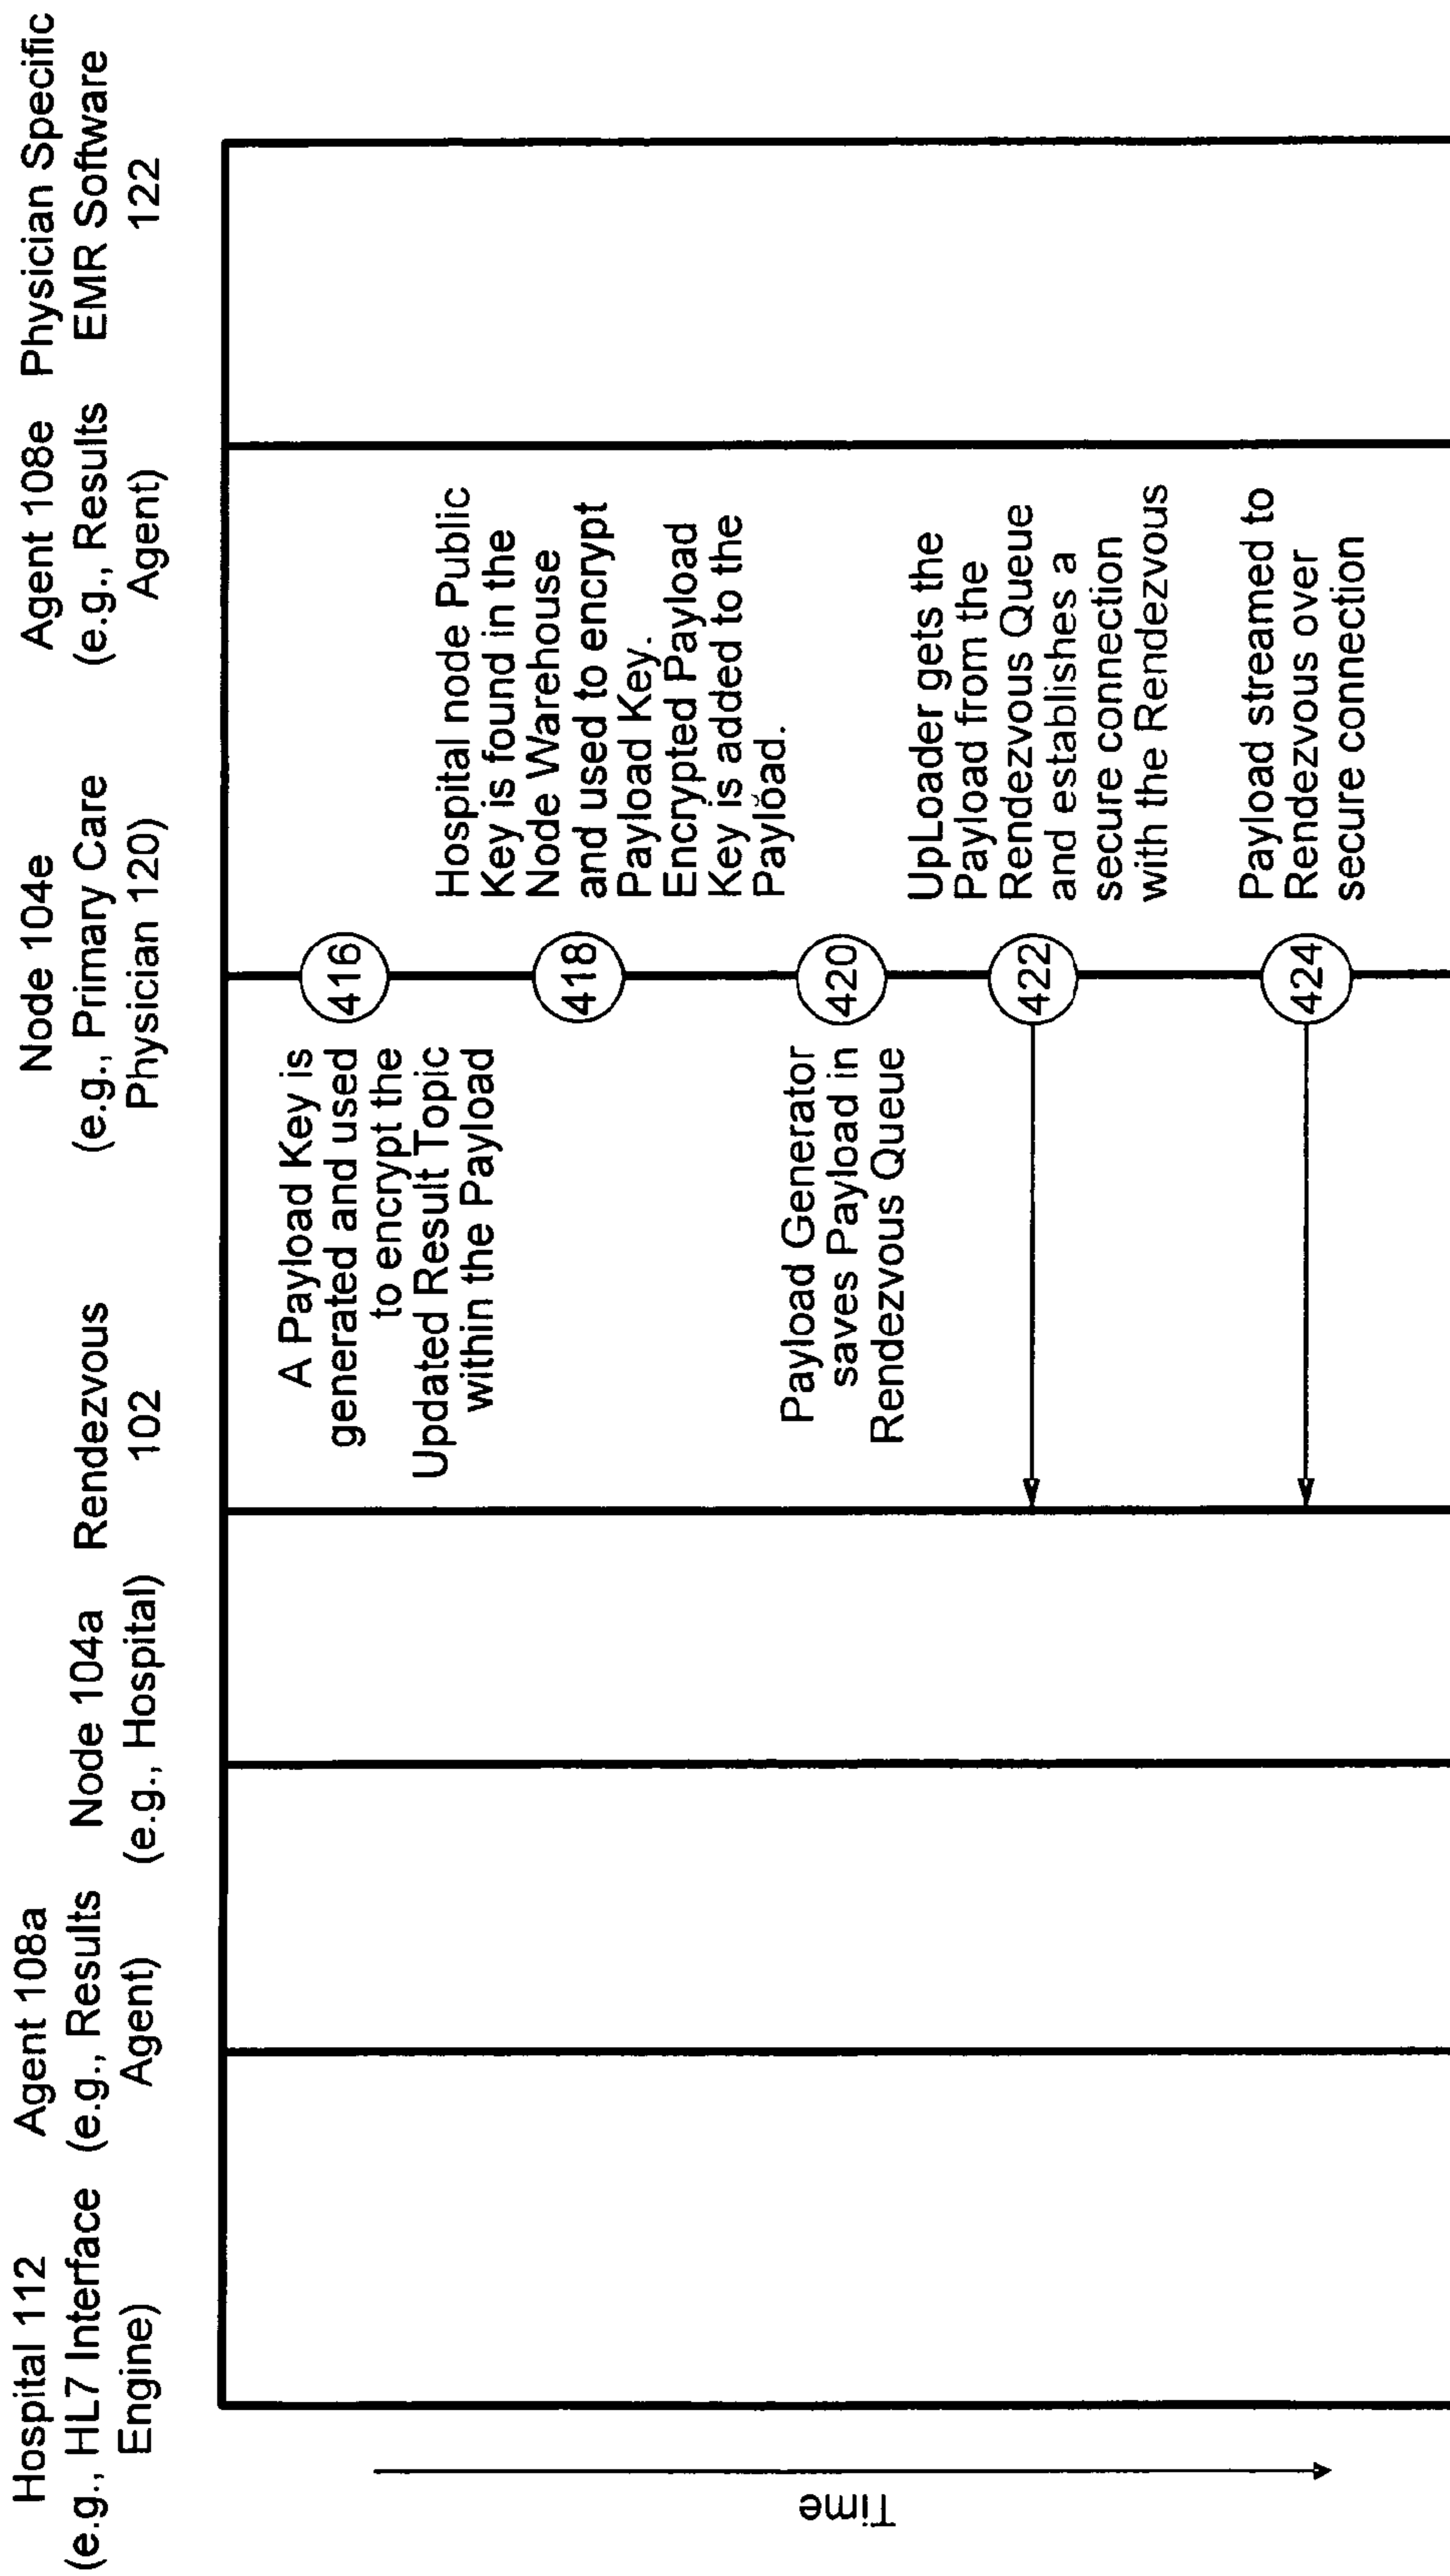 Hospital 112
(e.g., HL7 Interface
Engine)
Agent 108a
(e.g., Results
Agent)
Node 104a
(e.g., Hospital)
Rendezvous
102
Node 104e
(e.g., Primary Care
Physician 120)
Agent 108e
(e.g., Results
Agent)
Physician Specific
EMR Software
122
Time
A Payload Key is
generated and used
to encrypt the
Updated Result Topic
within the Payload
416
418
Hospital node Public
Key is found in the
Node Warehouse
and used to encrypt
Payload Key.
Encrypted Payload
Key is added to the
Payload.
Payload Generator
saves Payload in
Rendezvous Queue
420
422
UpLoader gets the
Payload from the
Rendezvous Queue
and establishes a
secure connection
with the Rendezvous
424
Payload streamed to
Rendezvous over
secure connection